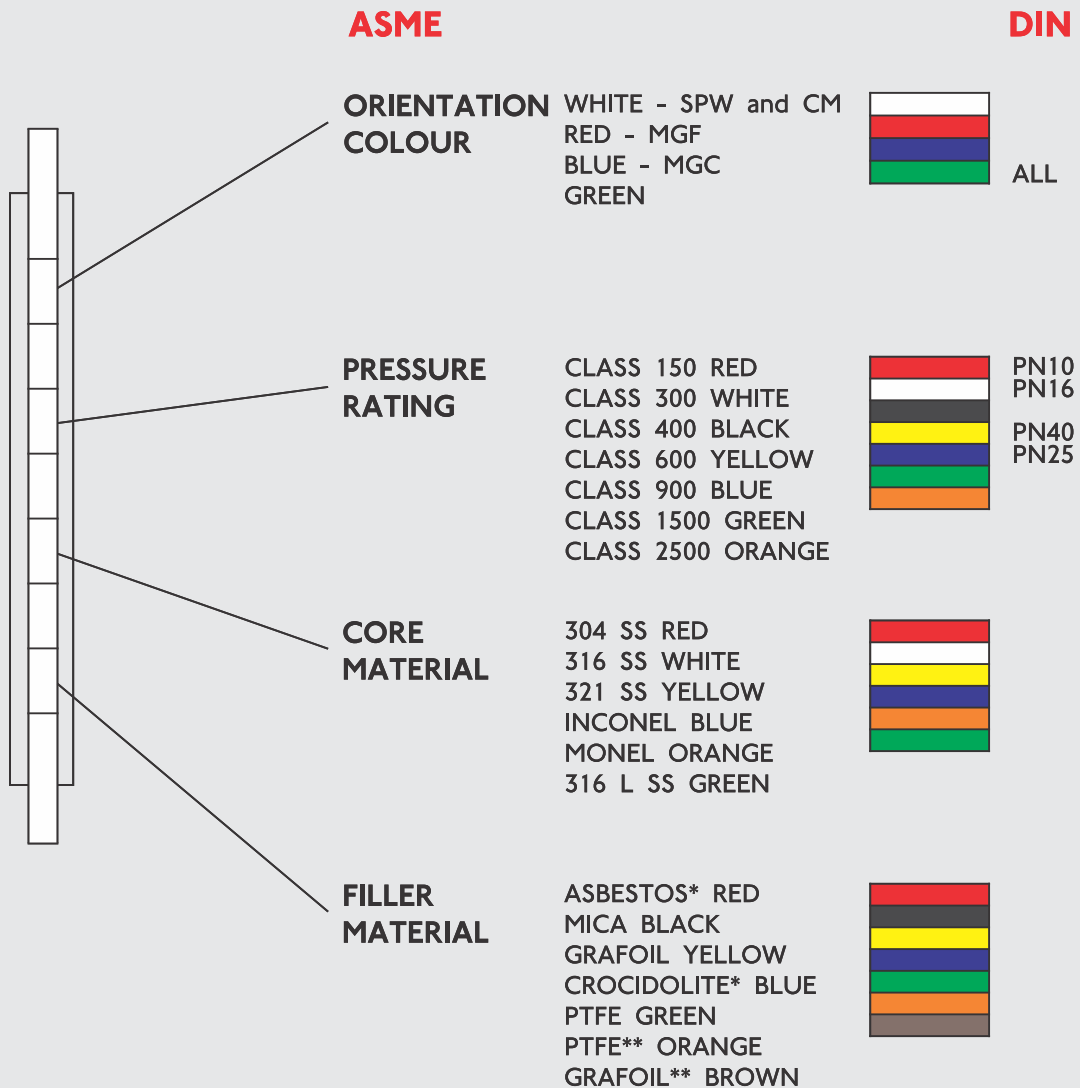 ASME
DIN
ORIENTATION
COLOUR
WHITE - SPW and CM
RED - MGF
BLUE - MGC
GREEN
ALL
PRESSURE
RATING
CLASS 150 RED
CLASS 300 WHITE
CLASS 400 BLACK
CLASS 600 YELLOW
CLASS 900 BLUE
CLASS 1500 GREEN
CLASS 2500 ORANGE
PN10
PN16
PN40
PN25
CORE
MATERIAL
304 SS RED
316 SS WHITE
321 SS YELLOW
INCONEL BLUE
MONEL ORANGE
316 L SS GREEN
FILLER
MATERIAL
ASBESTOS* RED
MICA BLACK
GRAFOIL YELLOW
CROCIDOLITE* BLUE
PTFE GREEN
PTFE** ORANGE
GRAFOIL** BROWN